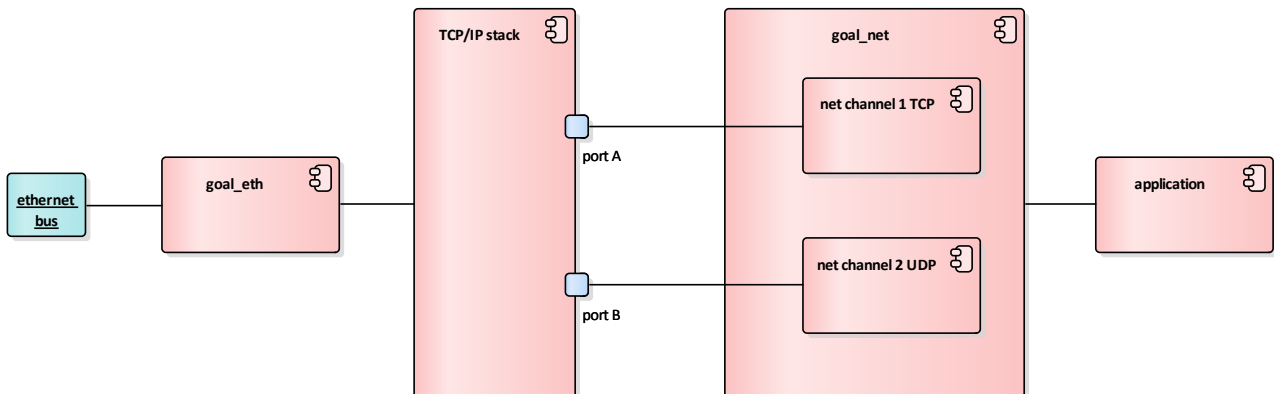 TCP/IP stack
goal_net
net channel 1 TCP
port A
goal_eth
application
ethernet
bus
net channel 2 UDP
port B